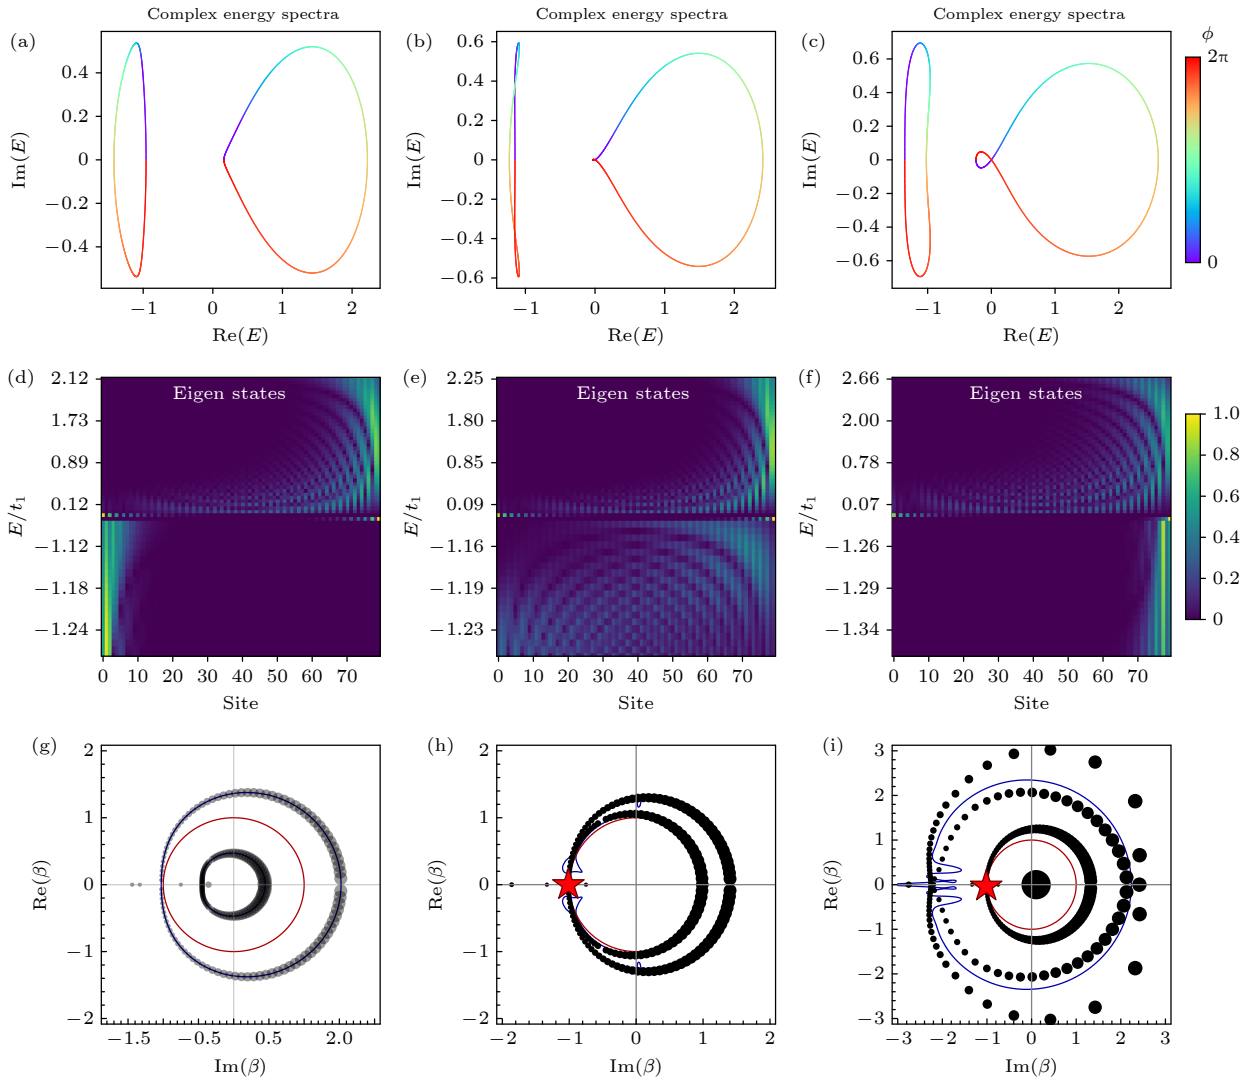 Complex energy spectra Complex energy spectra Complex energy spectra
(a) (b) (c) ϕ
0.4 0.2 0 −0.2 −0.4
Im(E)
−1 0 1 2
Re(E)
0.6 0.4 0.2 0 −0.2 −0.4 −0.6
Im(E)
−1 0 1 2
Re(E)
0.6 0.4 0.2 0 −0.2 −0.4 −0.6
Im(E)
−1 0 1 2
Re(E)
2π
0
(d) Eigen states
2.12 1.73 0.89 0.12 −1.12 −1.18 −1.24
E/t₁
0 10 20 30 40 50 60 70
Site
(e) Eigen states
2.25 1.80 0.85 0.09 −1.16 −1.19 −1.23
E/t₁
0 10 20 30 40 50 60 70
Site
(f) Eigen states
2.66 2.00 0.78 0.07 −1.26 −1.29 −1.34
E/t₁
0 10 20 30 40 50 60 70
Site
1.0 0.8 0.6 0.4 0.2 0
(g)
2 1 0 −1 −2
Re(β)
−1.5 −0.5 0.5 2.0
Im(β)
(h)
2 1 0 −1 −2
Re(β)
−2 −1 0 1 2
Im(β)
(i)
3 2 1 0 −1 −2 −3
Re(β)
−3 −2 −1 0 1 2 3
Im(β)